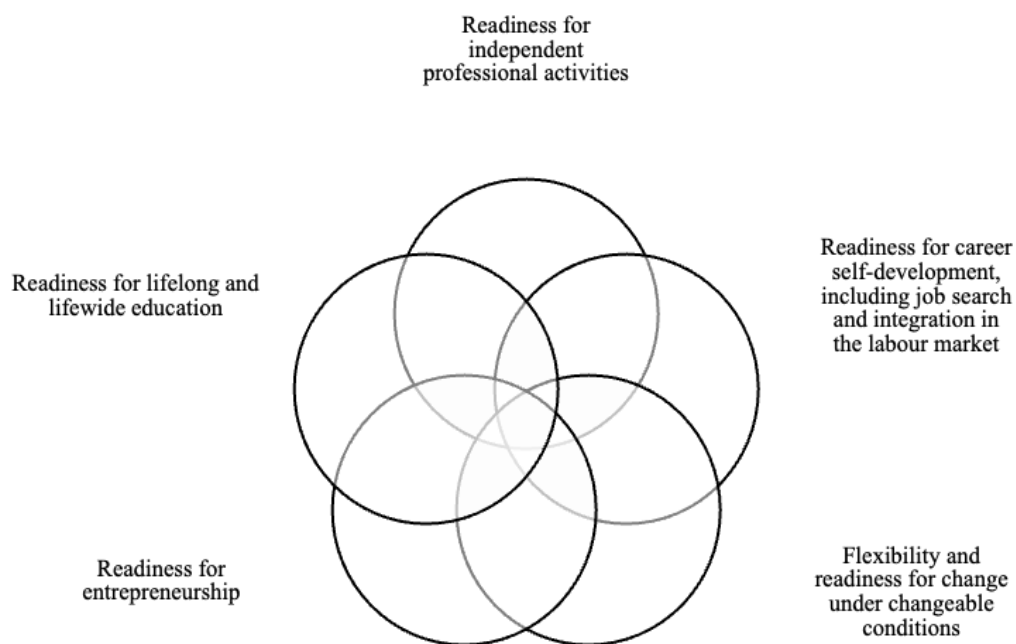 Readiness for
independent
professional activities
Readiness for lifelong and
lifewide education
Readiness for career
self-development,
including job search
and integration in
the labour market
Readiness for
entrepreneurship
Flexibility and
readiness for change
under changeable
conditions